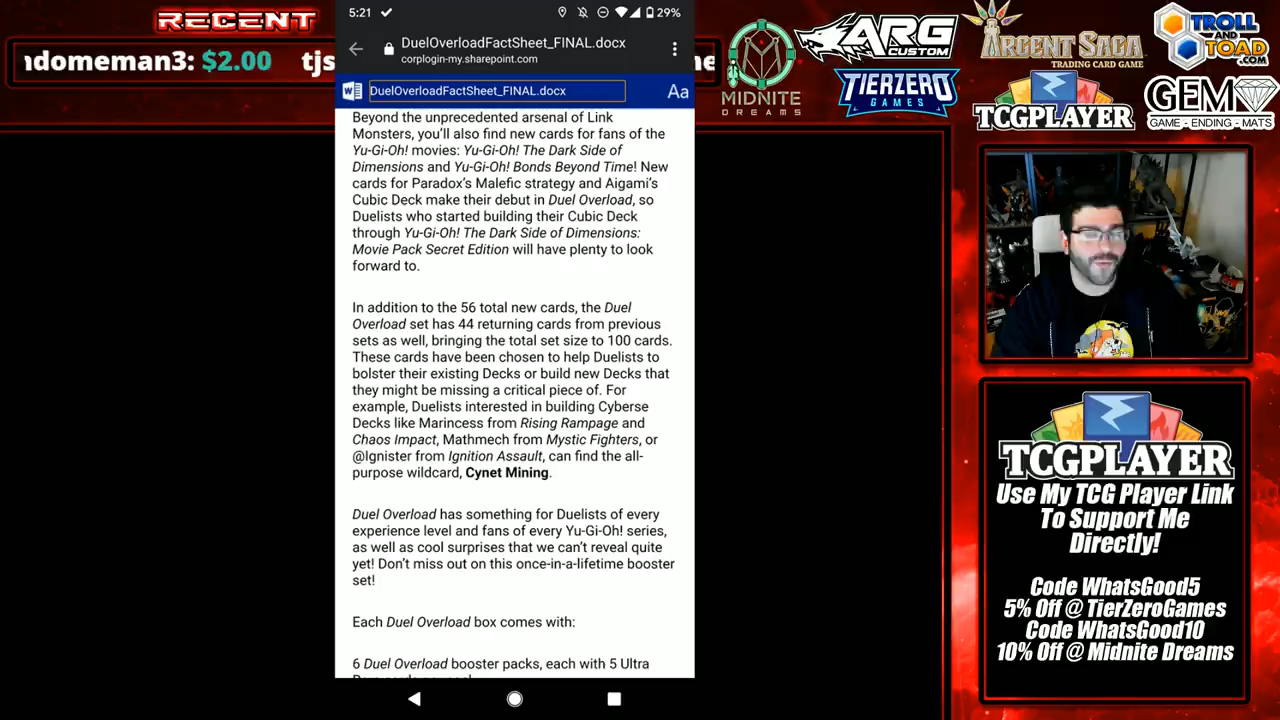 RECENT
ndomeman3: $2.00 tjs
me
5:21
29%
DuelOverloadFactSheet_FINAL.docx
corplogin-my.sharepoint.com
DuelOverloadFactSheet_FINAL.docx
Aa
Beyond the unprecedented arsenal of Link
Monsters, you'll also find new cards for fans of the
Yu-Gi-Oh! movies: Yu-Gi-Oh! The Dark Side of
Dimensions and Yu-Gi-Oh! Bonds Beyond Time! New
cards for Paradox's Malefic strategy and Aigami's
Cubic Deck make their debut in Duel Overload, so
Duelists who started building their Cubic Deck
through Yu-Gi-Oh! The Dark Side of Dimensions:
Movie Pack Secret Edition will have plenty to look
forward to.
In addition to the 56 total new cards, the Duel
Overload set has 44 returning cards from previous
sets as well, bringing the total set size to 100 cards.
These cards have been chosen to help Duelists to
bolster their existing Decks or build new Decks that
they might be missing a critical piece of. For
example, Duelists interested in building Cyberse
Decks like Marincess from Rising Rampage and
Chaos Impact, Mathmech from Mystic Fighters, or
@Ignister from Ignition Assault, can find the all-
purpose wildcard, Cynet Mining.
Duel Overload has something for Duelists of every
experience level and fans of every Yu-Gi-Oh! series,
as well as cool surprises that we can't reveal quite
yet! Don't miss out on this once-in-a-lifetime booster
set!
Each Duel Overload box comes with:
6 Duel Overload booster packs, each with 5 Ultra
MIDNITE
DREAMS
ARG
CUSTOM
TIERZERO
GAMES
ARGENT SAGA
TRADING CARD GAME
TROLL
AND
TOAD
.COM
TCGPLAYER
GEM
GAME-ENDING-MATS
TCGPLAYER
Use My TCG Player Link
To Support Me
Directly!
Code WhatsGood5
5% Off @ TierZeroGames
Code WhatsGood10
10% Off @ Midnite Dreams